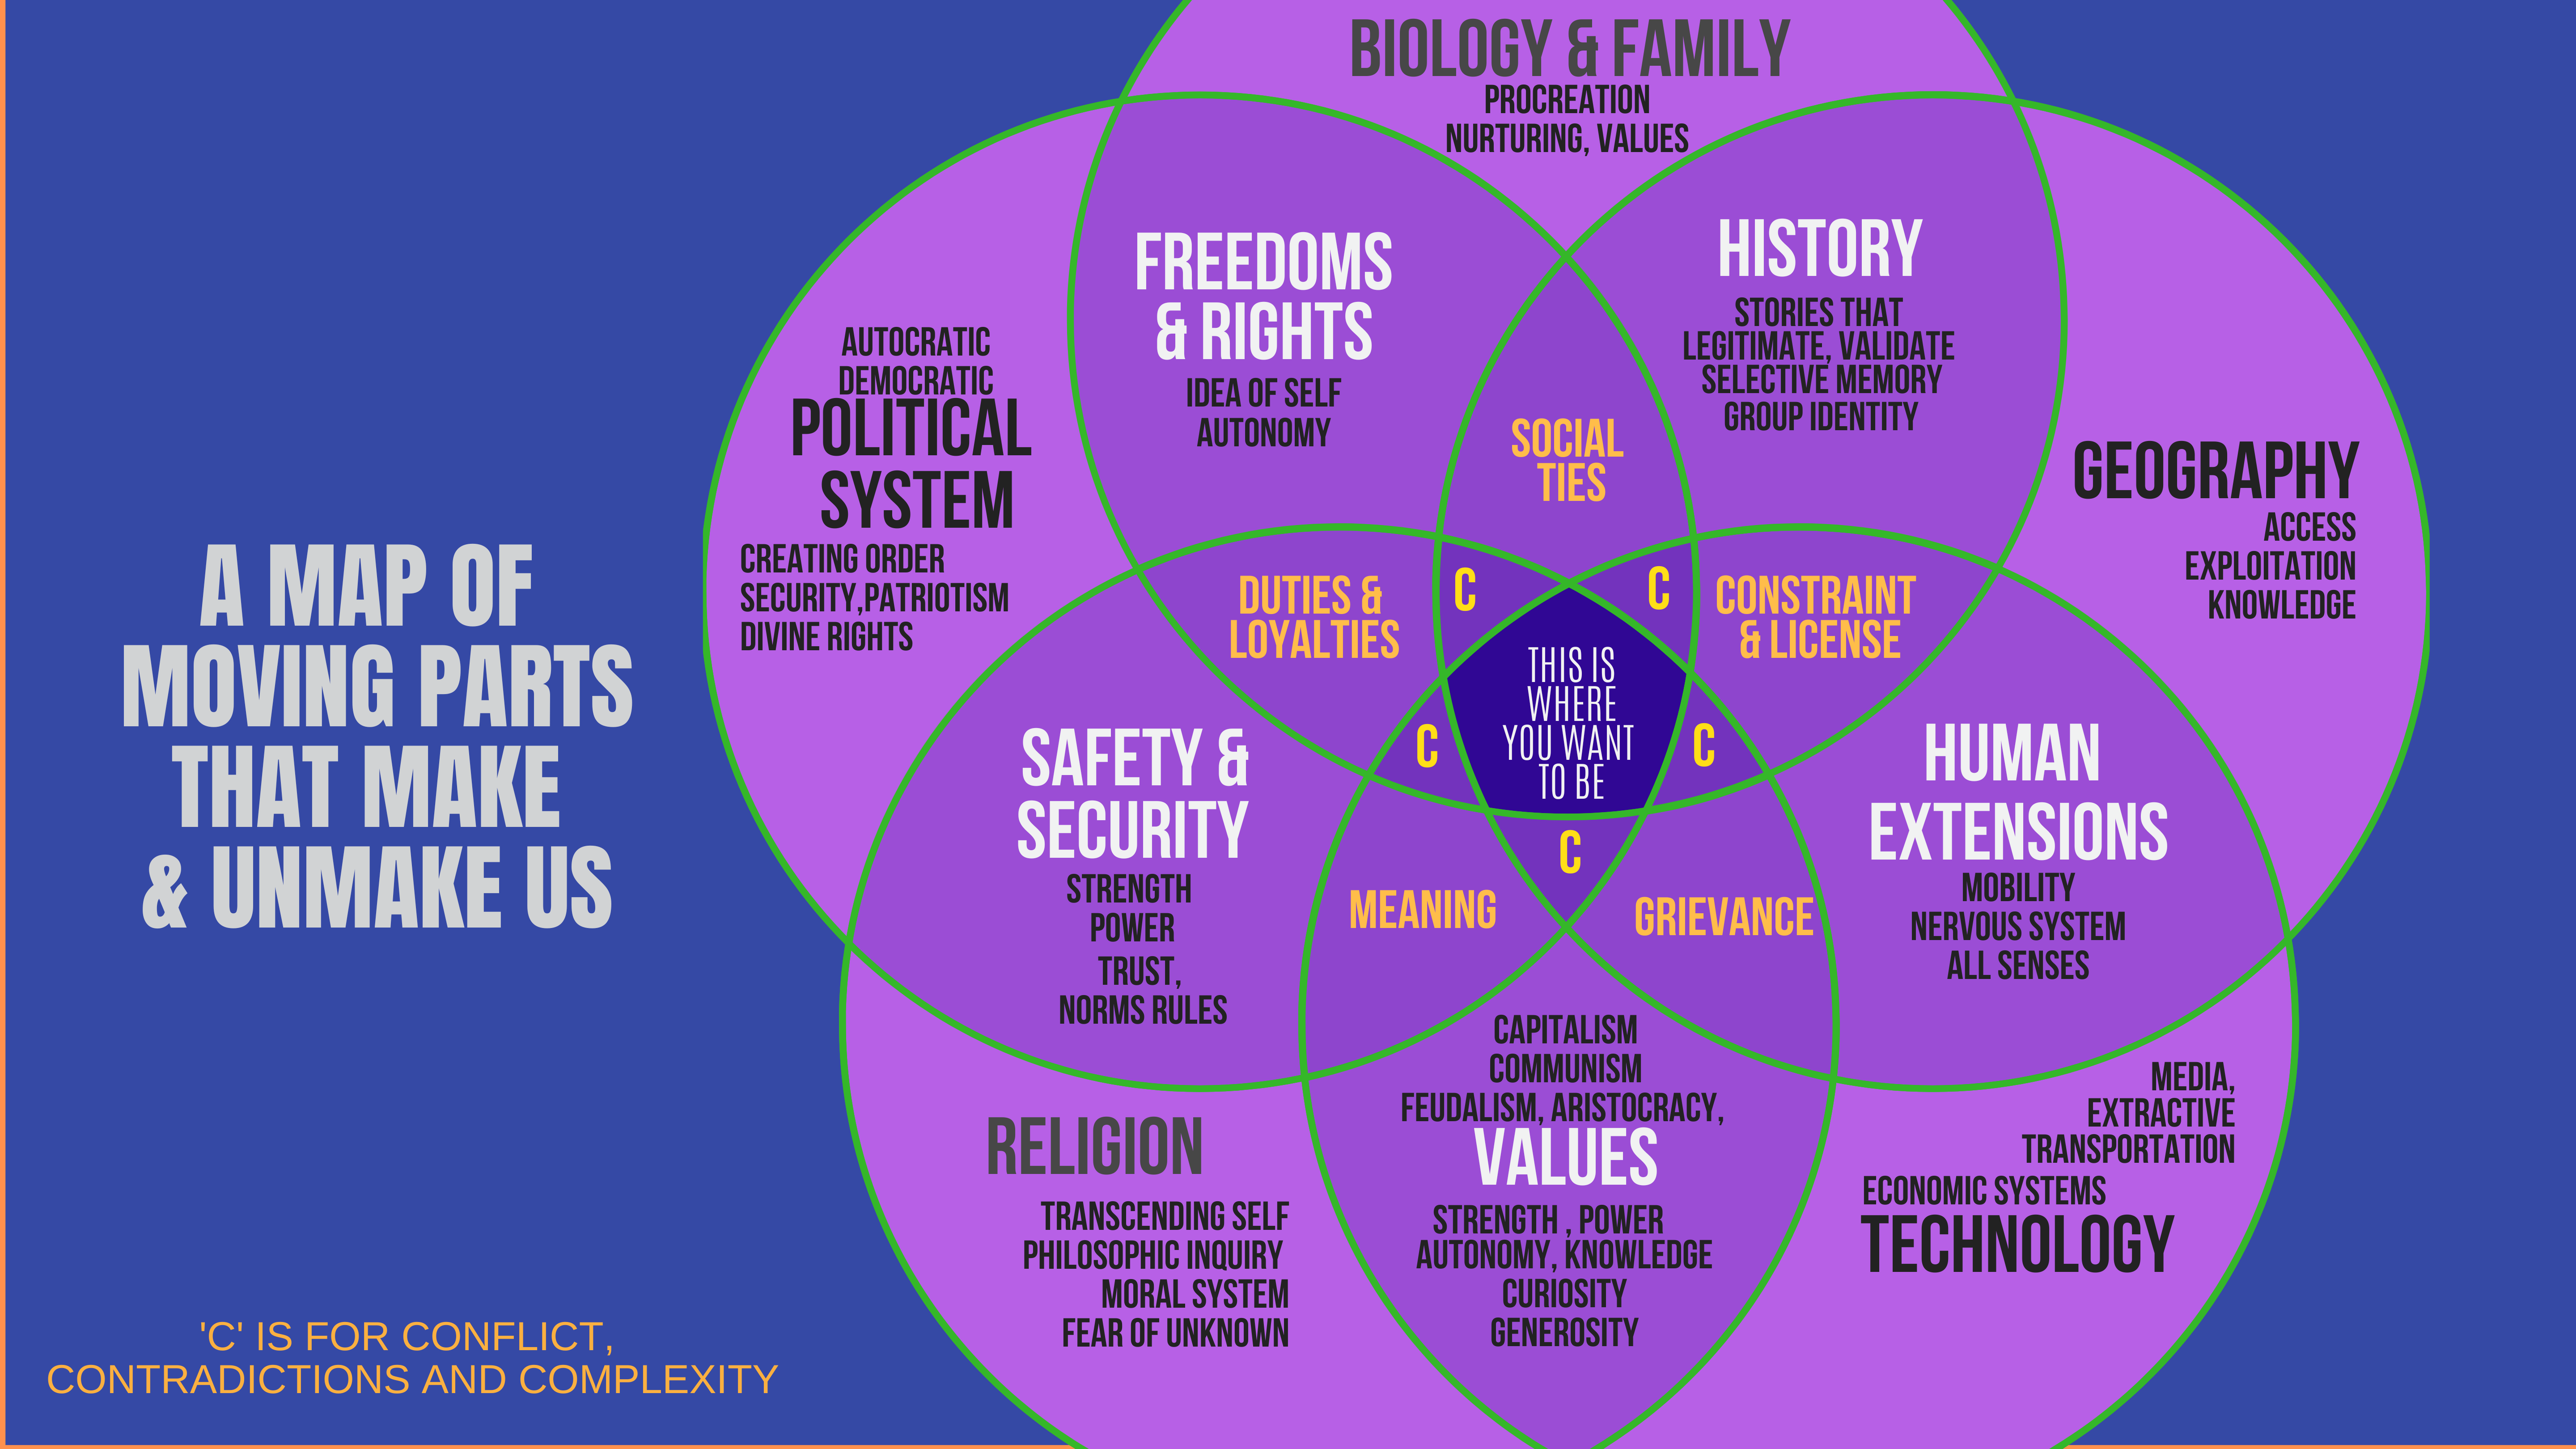 A MAP OF
MOVING PARTS
THAT MAKE
& UNMAKE US
'C' IS FOR CONFLICT,
CONTRADICTIONS AND COMPLEXITY
BIOLOGY & FAMILY
PROCREATION
NURTURING, VALUES
FREEDOMS
& RIGHTS
IDEA OF SELF
AUTONOMY
HISTORY
STORIES THAT
LEGITIMATE, VALIDATE
SELECTIVE MEMORY
GROUP IDENTITY
AUTOCRATIC
DEMOCRATIC
POLITICAL
SYSTEM
CREATING ORDER
SECURITY,PATRIOTISM
DIVINE RIGHTS
SOCIAL
TIES
GEOGRAPHY
ACCESS
EXPLOITATION
KNOWLEDGE
DUTIES &
LOYALTIES
C
C
CONSTRAINT
& LICENSE
THIS IS
WHERE
YOU WANT
TO BE
C
C
C
SAFETY &
SECURITY
STRENGTH
POWER
TRUST,
NORMS RULES
HUMAN
EXTENSIONS
MOBILITY
NERVOUS SYSTEM
ALL SENSES
MEANING
GRIEVANCE
RELIGION
TRANSCENDING SELF
PHILOSOPHIC INQUIRY
MORAL SYSTEM
FEAR OF UNKNOWN
CAPITALISM
COMMUNISM
FEUDALISM, ARISTOCRACY,
VALUES
STRENGTH , POWER
AUTONOMY, KNOWLEDGE
CURIOSITY
GENEROSITY
MEDIA,
EXTRACTIVE
TRANSPORTATION
ECONOMIC SYSTEMS
TECHNOLOGY